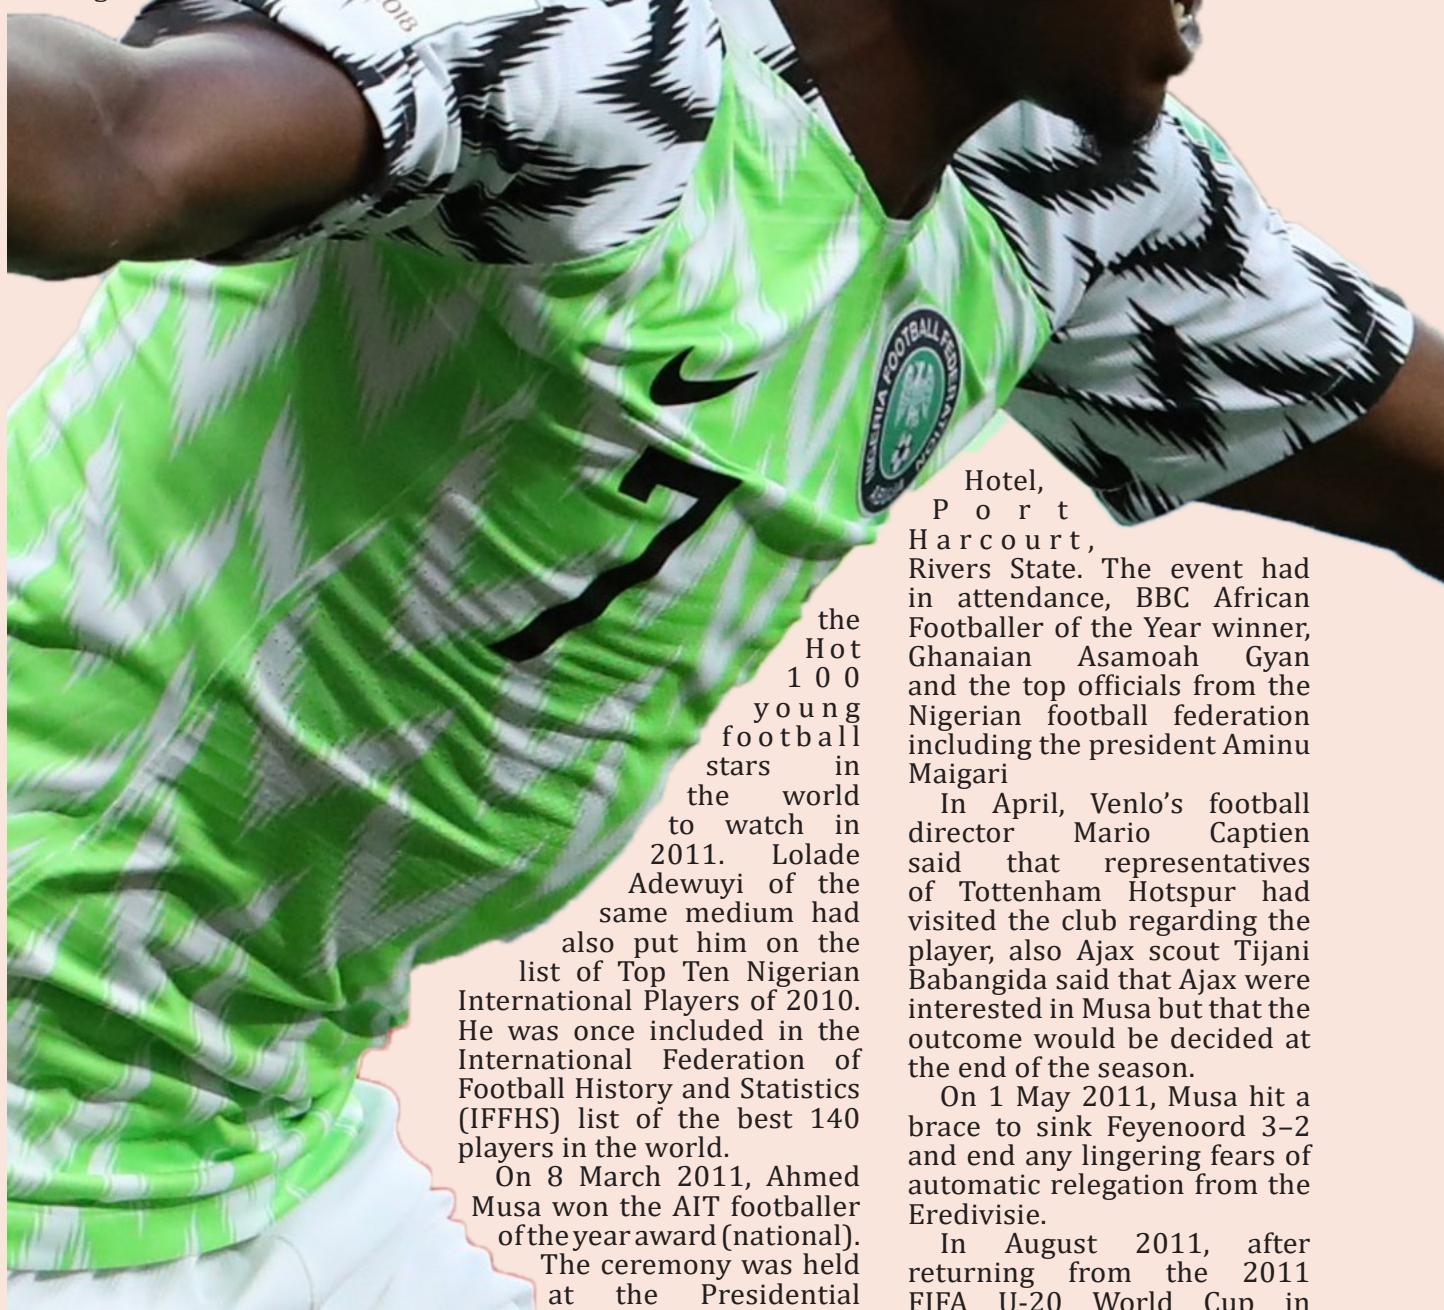 2018
NIGERIA FOOTBALL FEDERATION
7
the
Hot
100
young
football
stars in
the world
to watch in
2011. Lolade
Adewuyi of the
same medium had
also put him on the
list of Top Ten Nigerian
International Players of 2010.
He was once included in the
International Federation of
Football History and Statistics
(IFFHS) list of the best 140
players in the world.
On 8 March 2011, Ahmed
Musa won the AIT footballer
of the year award (national).
The ceremony was held
at the Presidential
Hotel,
Port
Harcourt,
Rivers State. The event had
in attendance, BBC African
Footballer of the Year winner,
Ghanaian Asamoah Gyan
and the top officials from the
Nigerian football federation
including the president Aminu
Maigari
In April, Venlo’s football
director Mario Captien
said that representatives
of Tottenham Hotspur had
visited the club regarding the
player, also Ajax scout Tijani
Babangida said that Ajax were
interested in Musa but that the
outcome would be decided at
the end of the season.
On 1 May 2011, Musa hit a
brace to sink Feyenoord 3–2
and end any lingering fears of
automatic relegation from the
Eredivisie.
In August 2011, after
returning from the 2011
FIFA U-20 World Cup in